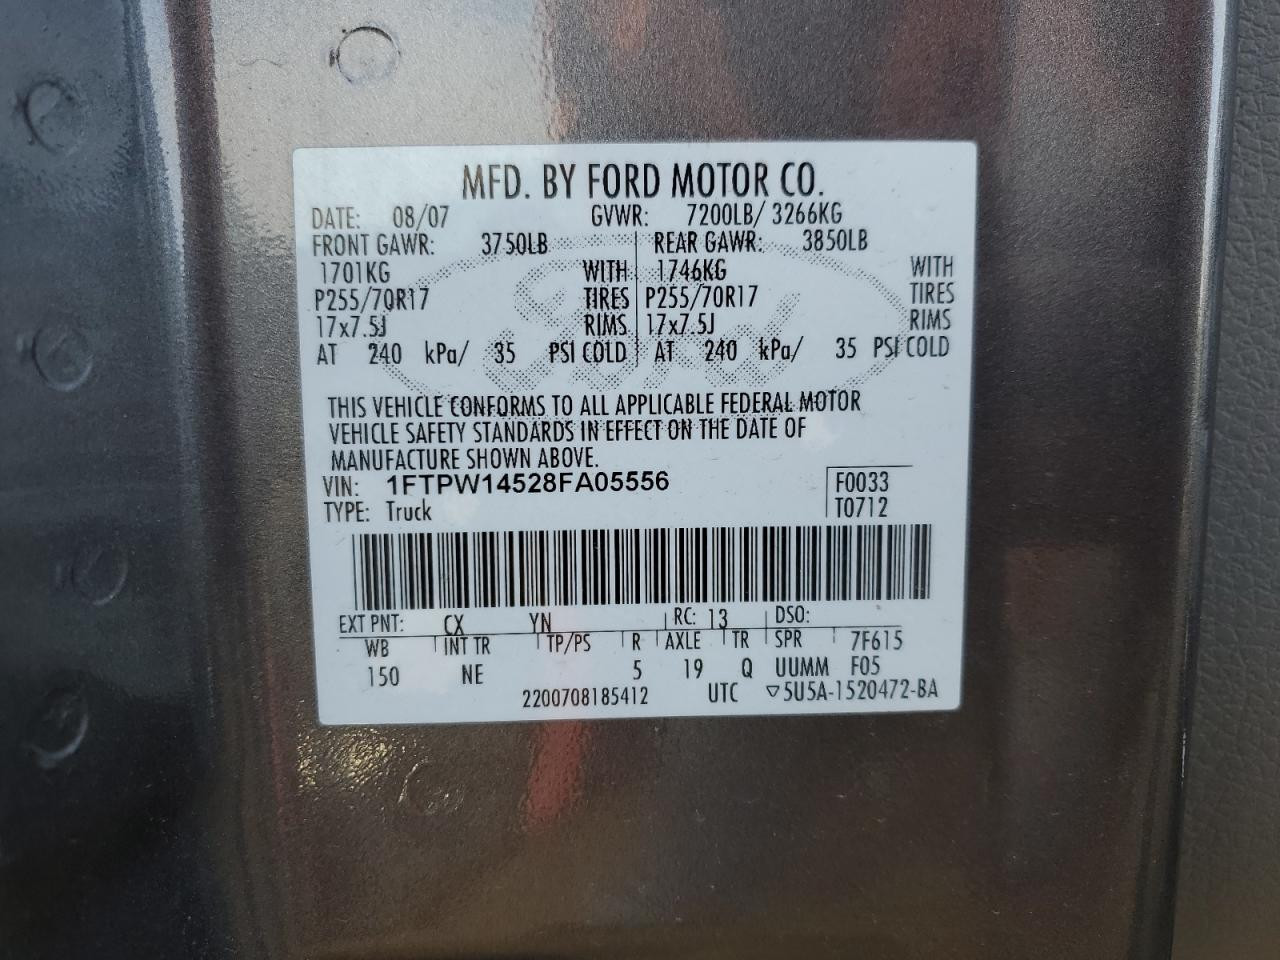 MFD. BY FORD MOTOR CO.
DATE: 08/07 GVWR: 7200LB/ 3266KG
FRONT GAWR: 3750LB REAR GAWR: 3850LB
1701KG WITH 1746KG WITH
P255/70R17 TIRES P255/70R17 TIRES
17x7.5J RIMS 17x7.5J RIMS
AT 240 kPa/ 35 PSI COLD AT 240 kPa/ 35 PSI COLD
Ford
THIS VEHICLE CONFORMS TO ALL APPLICABLE FEDERAL MOTOR
VEHICLE SAFETY STANDARDS IN EFFECT ON THE DATE OF
MANUFACTURE SHOWN ABOVE.
VIN: 1FTPW14528FA05556 F0033
TYPE: Truck T0712
EXT PNT: CX YN RC: 13 DSO:
WB INT TR TP/PS R AXLE TR SPR 7F615
150 NE 5 19 Q UUMM F05
2200708185412 UTC ▽5U5A-1520472-BA